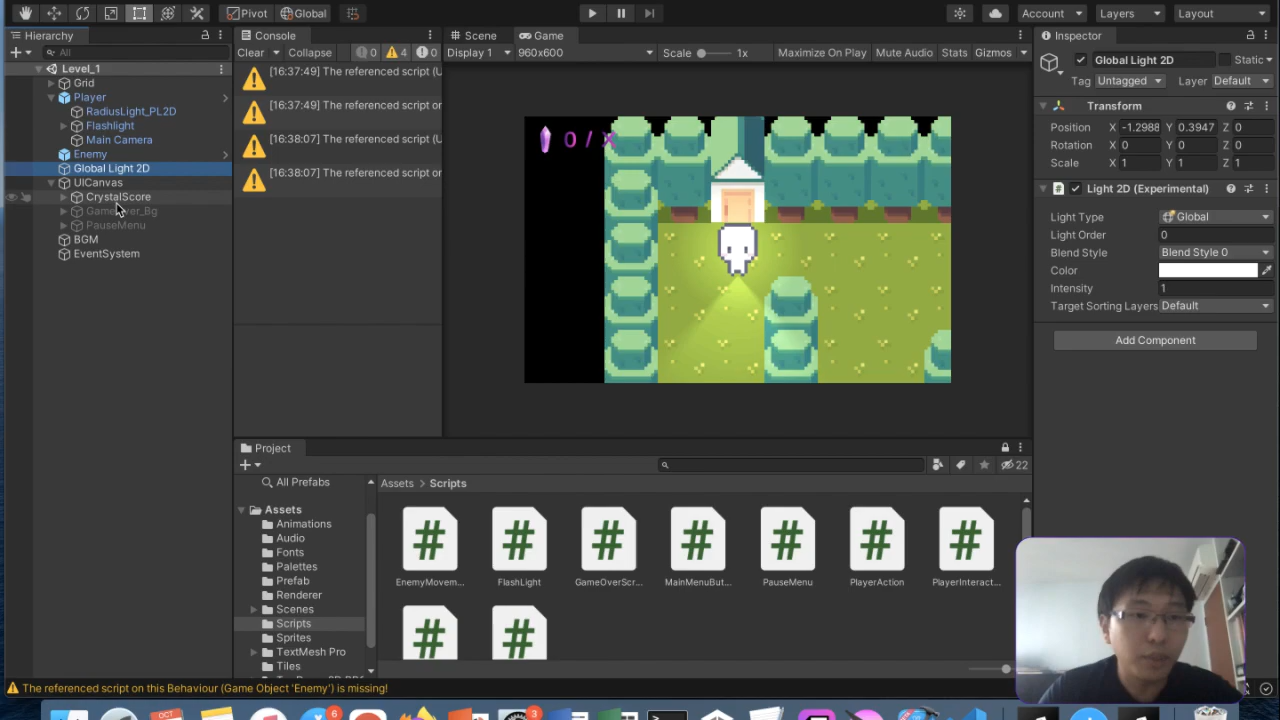 Pivot Global Account Layers Layout
Hierarchy Console Scene Game Inspector
All Clear Collapse 0 4 0 Display 1 960x600 Scale 1x Maximize On Play Mute Audio Stats Gizmos Global Light 2D Static
Level_1
Grid
Player
RadiusLight_PL2D
Flashlight
Main Camera
Enemy
Global Light 2D
UICanvas
CrystalScore
GameOver_Bg
PauseMenu
BGM
EventSystem
[16:37:49] The referenced script (U
[16:37:49] The referenced script or
[16:38:07] The referenced script (U
[16:38:07] The referenced script or
0 / X
Tag Untagged Layer Default
Transform
Position X -1.2988 Y 0.3947 Z 0
Rotation X 0 Y 0 Z 0
Scale X 1 Y 1 Z 1
Light 2D (Experimental)
Light Type Global
Light Order 0
Blend Style Blend Style 0
Color
Intensity 1
Target Sorting Layers Default
Add Component
Project
22
All Prefabs
Assets
Animations
Audio
Fonts
Palettes
Prefab
Renderer
Scenes
Scripts
Sprites
TextMesh Pro
Tiles
Assets > Scripts
EnemyMovem... FlashLight GameOverScr... MainMenuBut... PauseMenu PlayerAction PlayerInteract...
The referenced script on this Behaviour (Game Object 'Enemy') is missing!
OCT 6 3